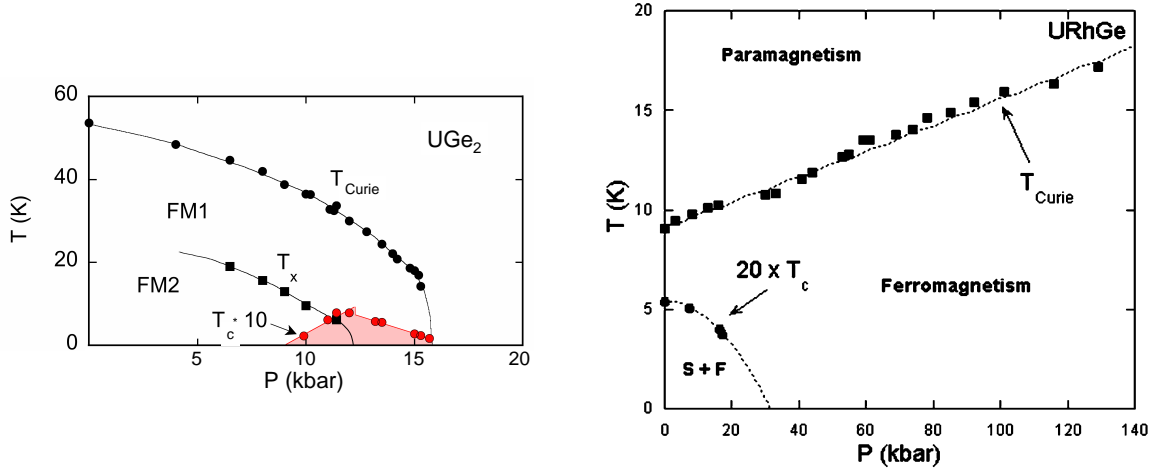 60
40
20
0
T (K)
UGe2
TCurie
FM1
Tx
FM2
Tc* 10
5
10
15
20
P (kbar)
URhGe
Paramagnetism
20
15
10
5
0
T (K)
TCurie
20 x Tc
Ferromagnetism
S + F
0
20
40
60
80
100
120
140
P (kbar)